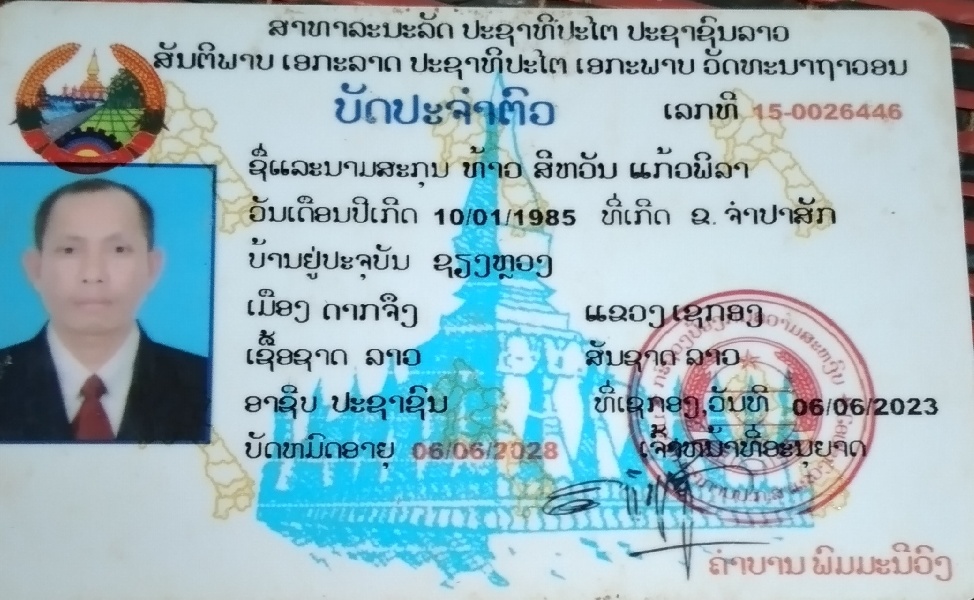 ສາທາລະນະລັດ ປະຊາທິປະໄຕ ປະຊາຊົນລາວ
ສັນຕິພາບ ເອກະລາດ ປະຊາທິປະໄຕ ເອກະພາບ ວັດທະນາຖາວອນ
ບັດປະຈຳຕົວ ເລກທີ 15-0026446
ຊື່ແລະນາມສະກຸນ ທ້າວ ສີຫວັນ ແກ້ວພິລາ
ວັນເດືອນປີເກີດ 10/01/1985 ທີ່ເກີດ ຂ. ຈຳປາສັກ
ບ້ານຢູ່ປະຈຸບັນ ຊຽງຫຼວງ
ເມືອງ ດາກຈຶງ ແຂວງ ເຊກອງ
ເຊື້ອຊາດ ລາວ ສັນຊາດ ລາວ
ອາຊີບ ປະຊາຊົນ ທີ່ເຊກອງ,ວັນທີ 06/06/2023
ບັດຫມົດອາຍຸ 06/06/2028 ເຈົ້າຫນ້າທີ່ອະນຸຍາດ
ຄຳບານ ພົມມະນີວົງ